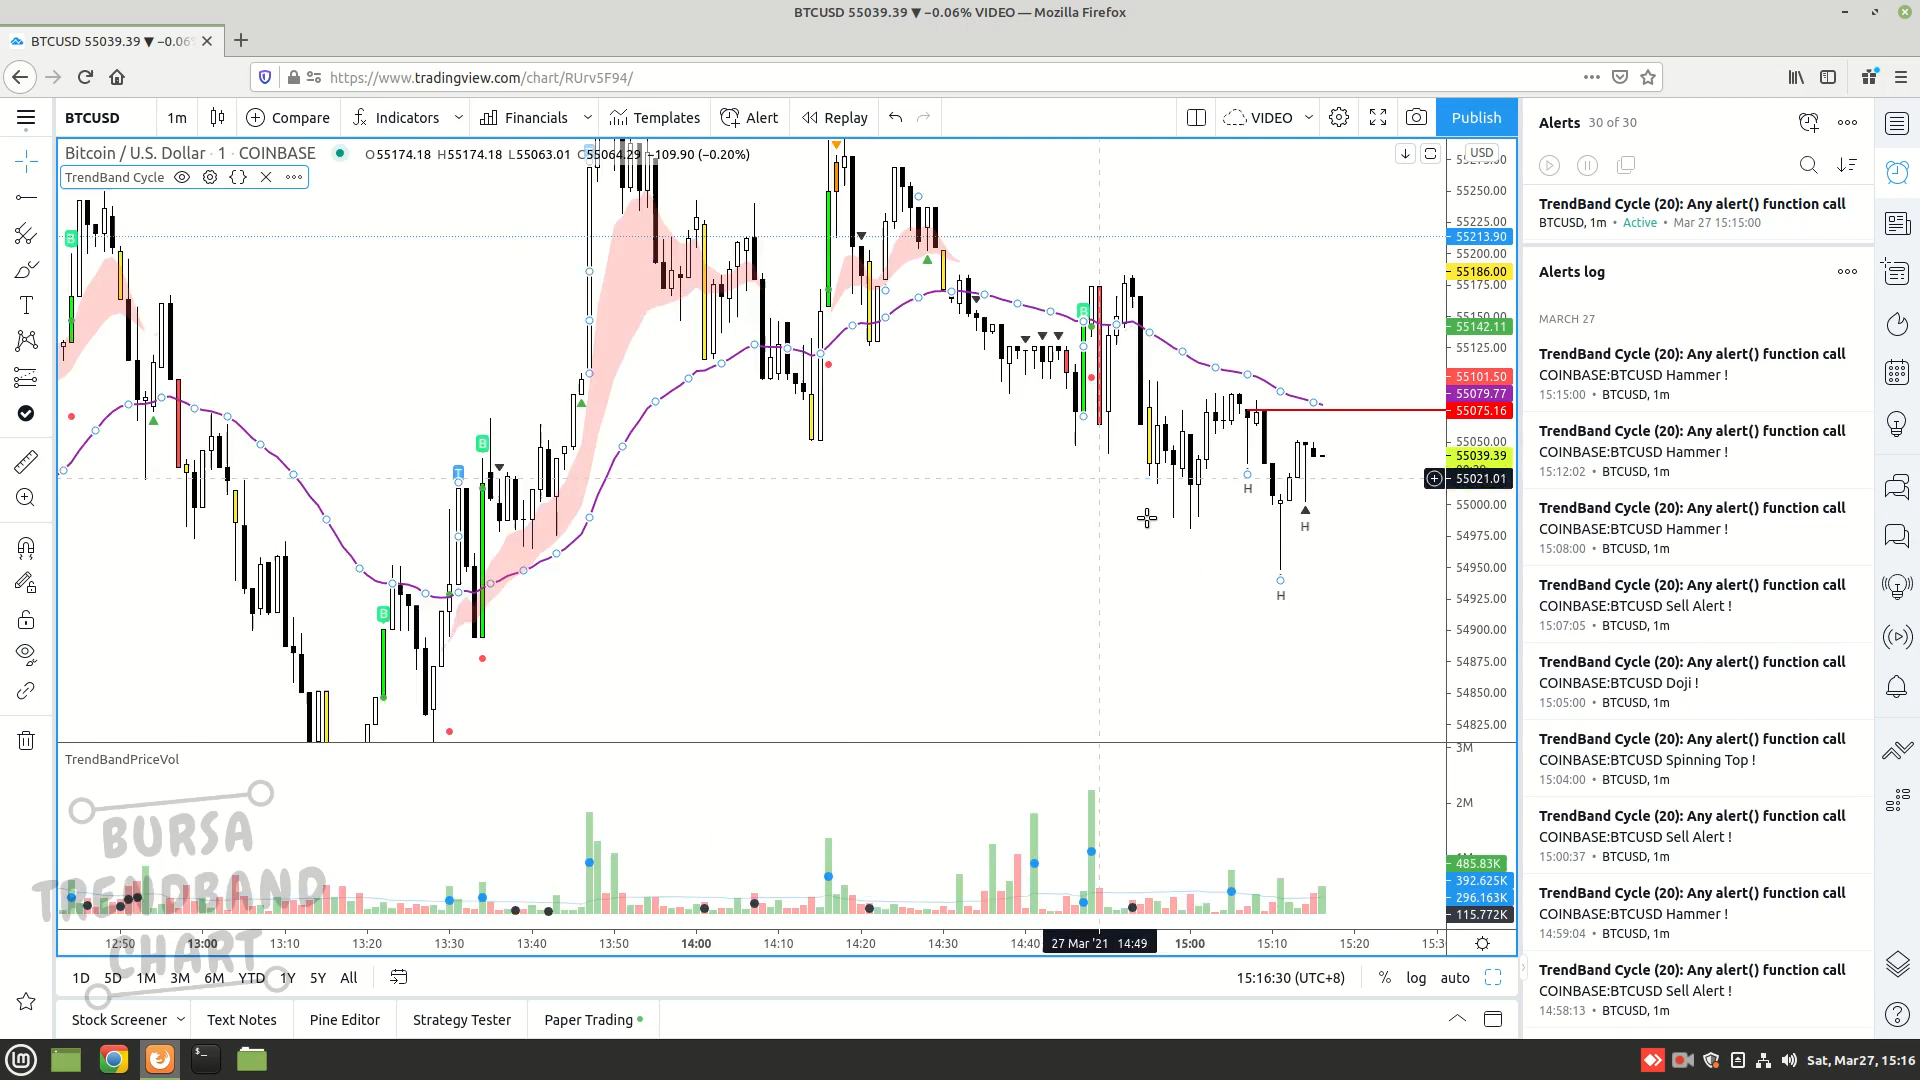 BTCUSD 55039.39 ▼ −0.06% VIDEO — Mozilla Firefox
BTCUSD 55039.39 ▼ −0.06%
https://www.tradingview.com/chart/RUrv5F94/
BTCUSD 1m Compare Indicators Financials Templates Alert Replay VIDEO Publish
Bitcoin / U.S. Dollar · 1 · COINBASE O55174.18 H55174.18 L55063.01 C55064.29 −109.90 (−0.20%)
TrendBand Cycle
USD
55250.00
55213.90
55225.00
55200.00
55186.00
55175.00
55142.11
55125.00
55101.50
55079.77
55075.16
55050.00
55039.39
55021.01
55000.00
54975.00
54950.00
54925.00
54900.00
54875.00
54850.00
54825.00
B
B
T
B
B
H
H
H
TrendBandPriceVol
3M
2M
485.83K
392.625K
296.163K
115.772K
BURSA
TRENDBAND
CHART
12:50 13:00 13:10 13:20 13:30 13:40 13:50 14:00 14:10 14:20 14:30 14:40 27 Mar '21 14:49 15:00 15:10 15:20
1D 5D 1M 3M 6M YTD 1Y 5Y All 15:16:30 (UTC+8) % log auto
Stock Screener Text Notes Pine Editor Strategy Tester Paper Trading
Alerts 30 of 30
TrendBand Cycle (20): Any alert() function call
BTCUSD, 1m • Active • Mar 27 15:15:00
Alerts log
MARCH 27
TrendBand Cycle (20): Any alert() function call
COINBASE:BTCUSD Hammer !
15:15:00 • BTCUSD, 1m
TrendBand Cycle (20): Any alert() function call
COINBASE:BTCUSD Hammer !
15:12:02 • BTCUSD, 1m
TrendBand Cycle (20): Any alert() function call
COINBASE:BTCUSD Hammer !
15:08:00 • BTCUSD, 1m
TrendBand Cycle (20): Any alert() function call
COINBASE:BTCUSD Sell Alert !
15:07:05 • BTCUSD, 1m
TrendBand Cycle (20): Any alert() function call
COINBASE:BTCUSD Doji !
15:05:00 • BTCUSD, 1m
TrendBand Cycle (20): Any alert() function call
COINBASE:BTCUSD Spinning Top !
15:04:00 • BTCUSD, 1m
TrendBand Cycle (20): Any alert() function call
COINBASE:BTCUSD Sell Alert !
15:00:37 • BTCUSD, 1m
TrendBand Cycle (20): Any alert() function call
COINBASE:BTCUSD Hammer !
14:59:04 • BTCUSD, 1m
TrendBand Cycle (20): Any alert() function call
COINBASE:BTCUSD Sell Alert !
14:58:13 • BTCUSD, 1m
Sat, Mar27, 15:16